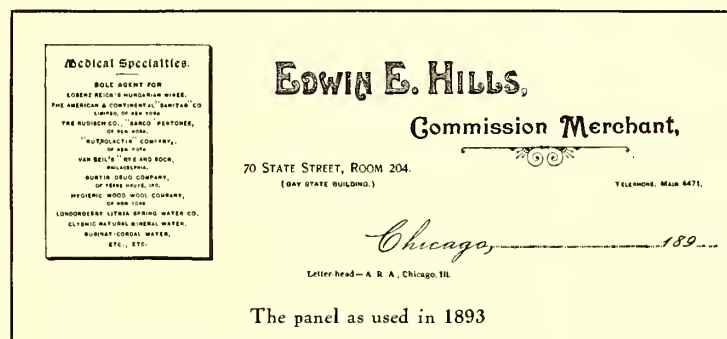 Medical Specialties.
SOLE AGENT FOR
LORENZ REICH'S HUNGARIAN WINES,
THE AMERICAN & CONTINENTAL "SANITAS" CO
LIMITED, OF NEW YORK
THE RUDISCH CO., "SARCO" PEPTONES,
OF NEW YORK,
"NUTROLACTIS" COMPANY,
OF NEW YORK
VAN BEIL'S "RYE AND ROCK,
PHILADELPHIA,
DRUG COMPANY,
OF TERRE HAUTE, IND,
HYGIENIC WOOD WOOL COMPANY,
OF NEW YORK
LONDONDERRY LITHIA SPRING WATER CO,
CLYSMIC NATURAL MINERAL WATER,
RUBINAT-CONDAL WATER,
ETC., ETC.
EDWIN E. HILLS,
Commission Merchant,
70 STATE STREET, ROOM 204.
(BAY STATE BUILDING.)
TELEPHONE, MAIN 4471.
Chicago, 189
Letter-head—A R A, Chicago, Ill.
The panel as used in 1893